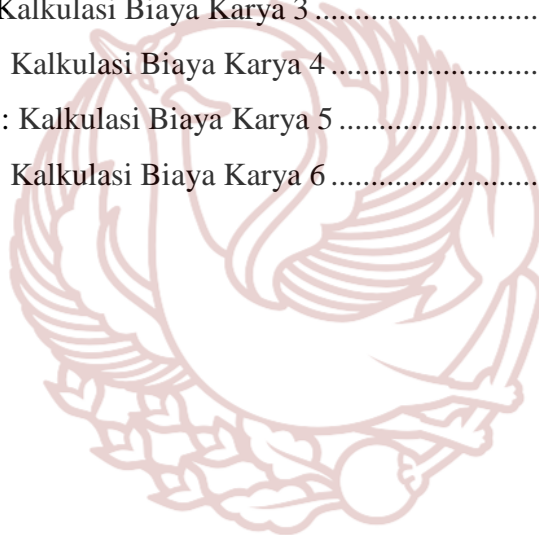 Kalkulasi Biaya Karya 3 ..........................
Kalkulasi Biaya Karya 4 ..........................
: Kalkulasi Biaya Karya 5 .........................
Kalkulasi Biaya Karya 6 ..........................